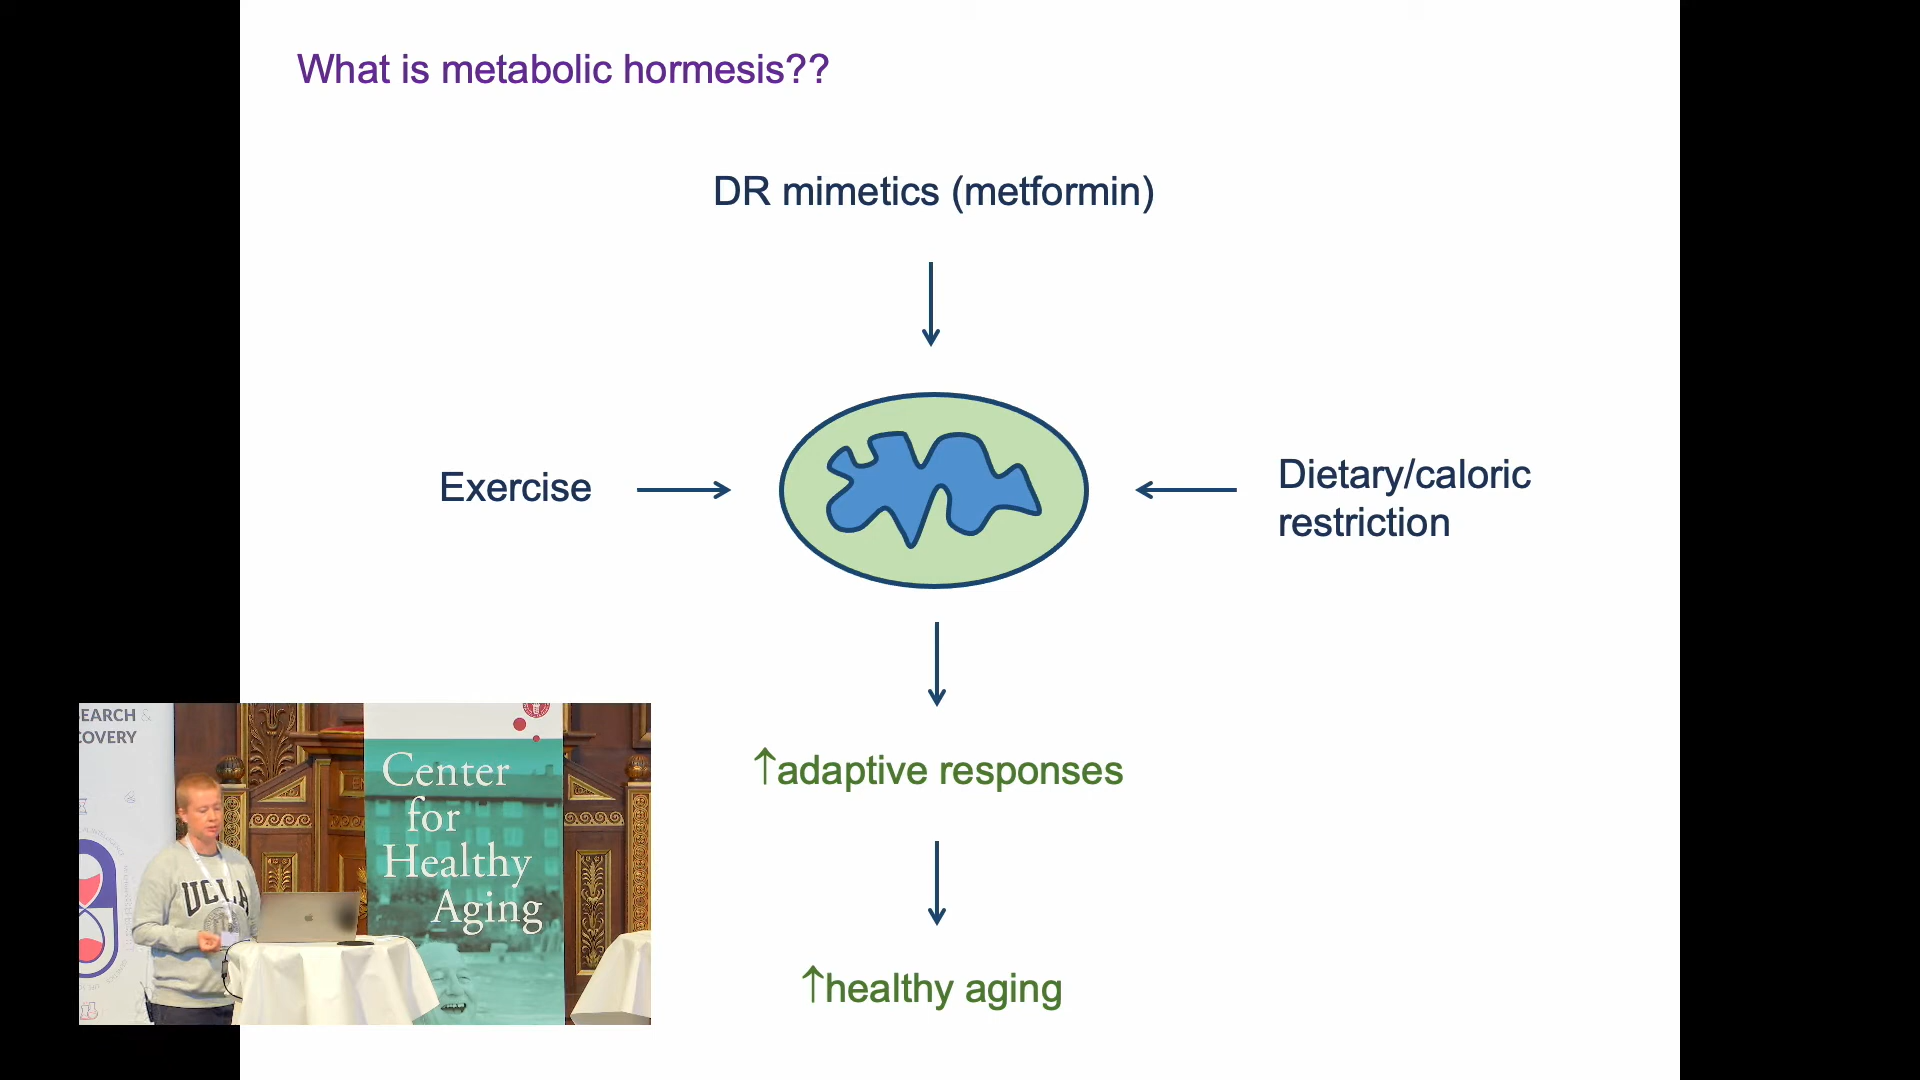 What is metabolic hormesis??
DR mimetics (metformin)
Exercise
Dietary/caloric
restriction
↑adaptive responses
↑healthy aging
EARCH &
COVERY
UCLA
Center
for
Healthy
Aging